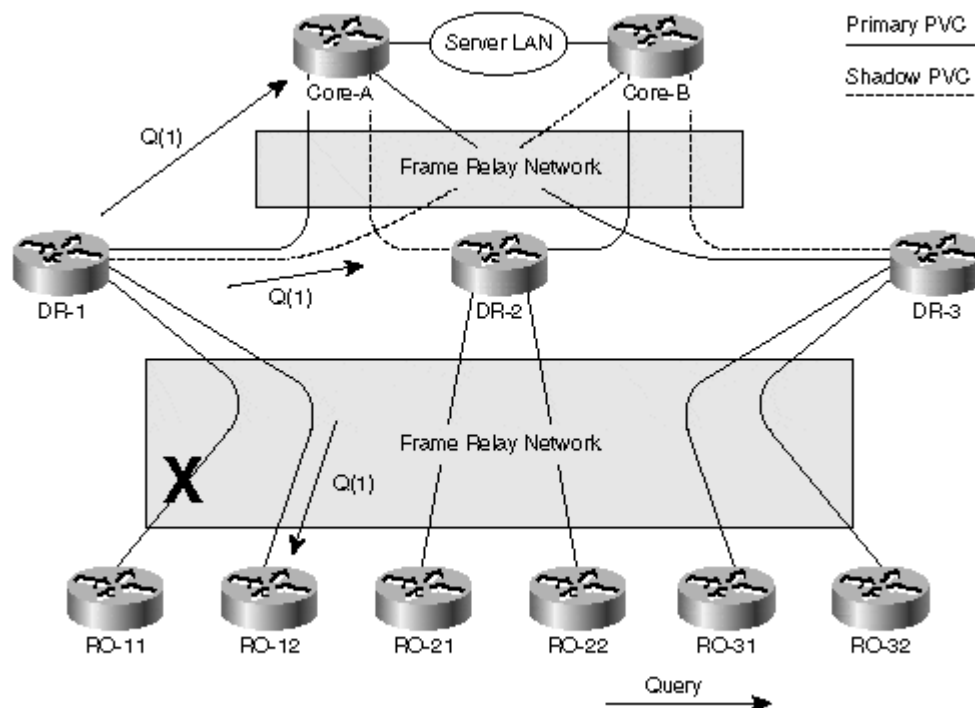 Primary PVC
Server LAN
Shadow PVC
Core-A
Core-B
Q(1)
Frame Relay Network
DR-1
Q(1)
DR-2
DR-3
Frame Relay Network
X
Q(1)
RO-11
RO-12
RO-21
RO-22
RO-31
RO-32
Query